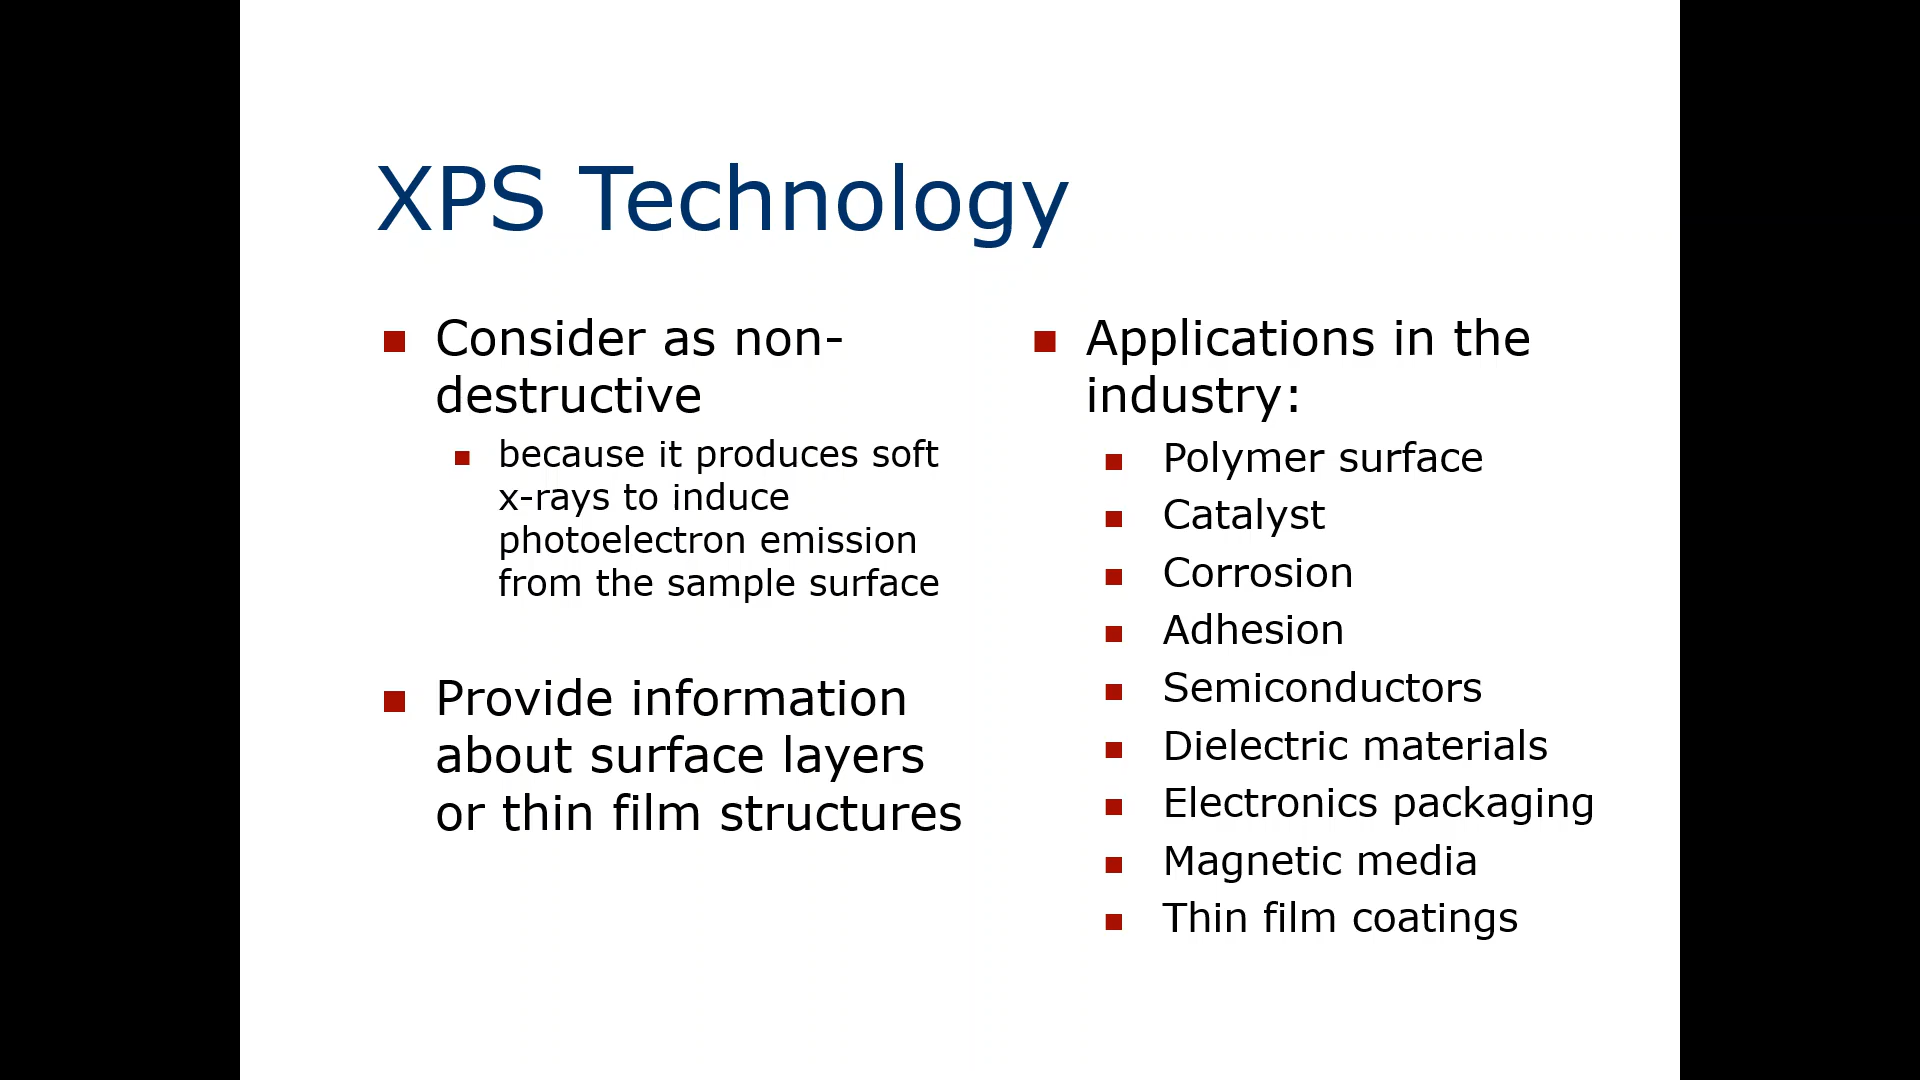 XPS Technology
Consider as non-
destructive
because it produces soft
x-rays to induce
photoelectron emission
from the sample surface
Provide information
about surface layers
or thin film structures
Applications in the
industry:
Polymer surface
Catalyst
Corrosion
Adhesion
Semiconductors
Dielectric materials
Electronics packaging
Magnetic media
Thin film coatings